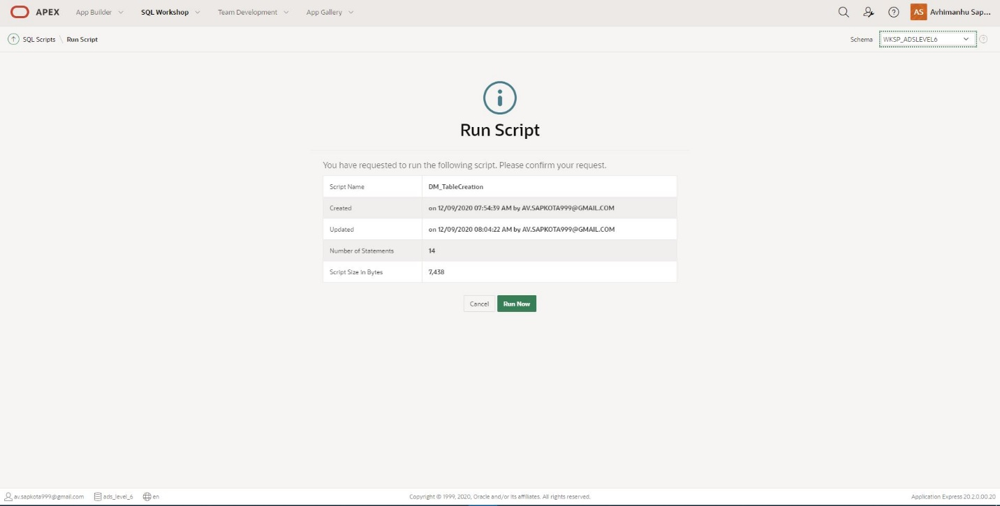 APEX App Builder SQL Workshop Team Development App Gallery AS Avhimanhu Sap...
SQL Scripts \ Run Script Schema WKSP_ADSLEVEL6
Run Script
You have requested to run the following script. Please confirm your request.
Script Name DM_TableCreation
Created on 12/09/2020 07:54:39 AM by AV.SAPKOTA999@GMAIL.COM
Updated on 12/09/2020 08:04:22 AM by AV.SAPKOTA999@GMAIL.COM
Number of Statements 14
Script Size in Bytes 7,438
Cancel Run Now
av.sapkota999@gmail.com ads_level_6 en Copyright © 1999, 2020, Oracle and/or its affiliates. All rights reserved. Application Express 20.2.0.00.20